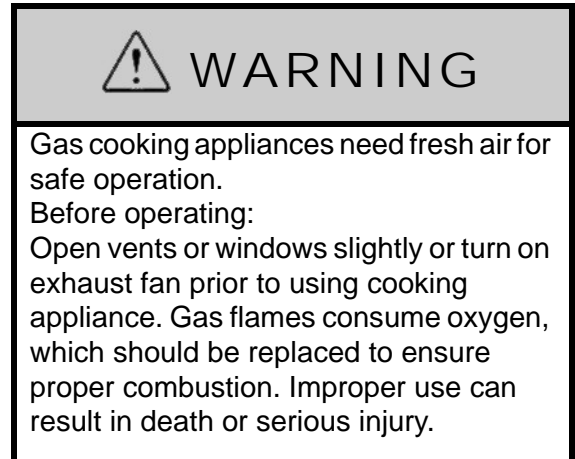 WARNING
Gas cooking appliances need fresh air for
safe operation.
Before operating:
Open vents or windows slightly or turn on
exhaust fan prior to using cooking
appliance. Gas flames consume oxygen,
which should be replaced to ensure
proper combustion. Improper use can
result in death or serious injury.